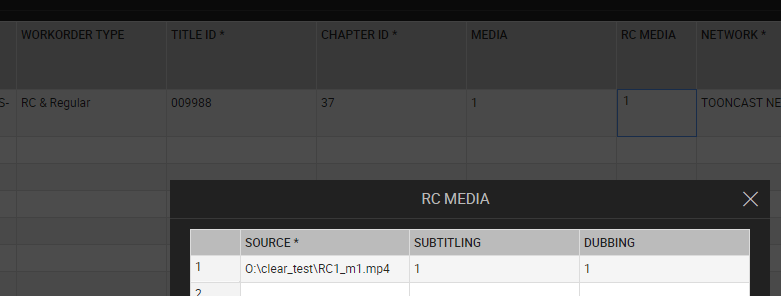 WORKORDER TYPE TITLE ID * CHAPTER ID * MEDIA RC MEDIA NETWORK *
S- RC & Regular 009988 37 1 1 TOONCAST NE
RC MEDIA
SOURCE * SUBTITLING DUBBING
1 O:\clear_test\RC1_m1.mp4 1 1
2